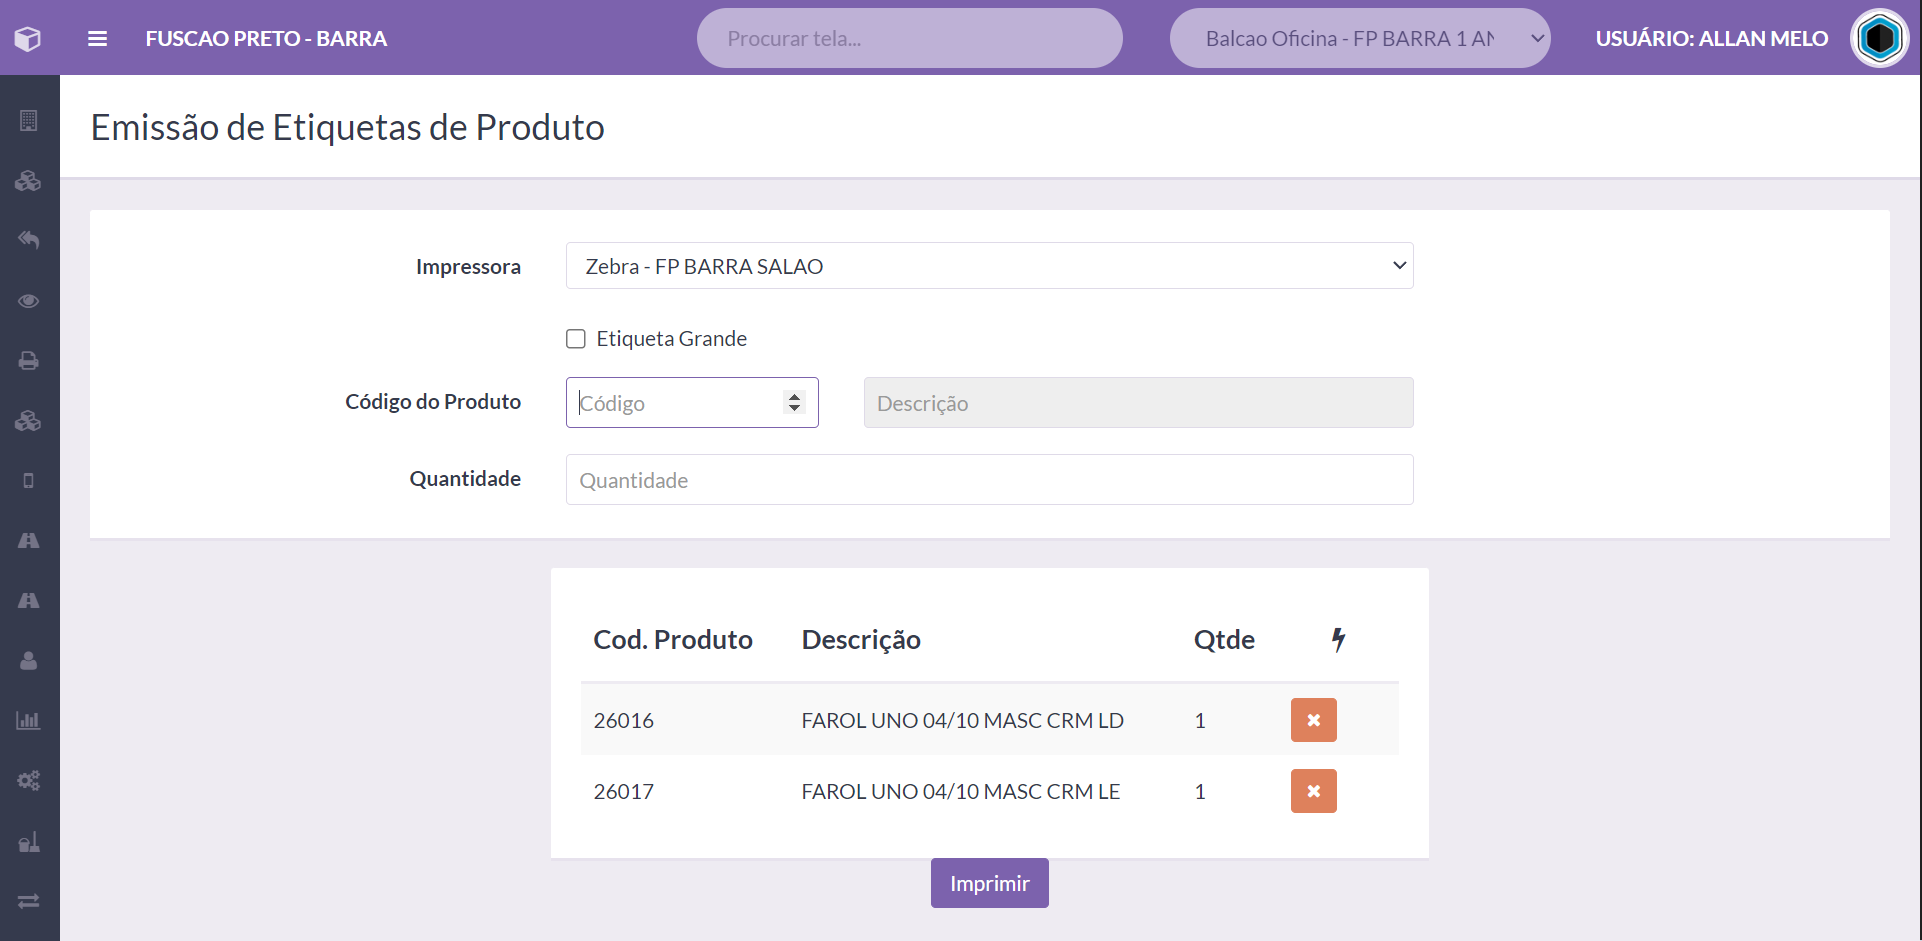 FUSCAO PRETO - BARRA
Procurar tela...
Balcao Oficina - FP BARRA 1 AN
USUÁRIO: ALLAN MELO
Emissão de Etiquetas de Produto
Impressora
Zebra - FP BARRA SALAO
Etiqueta Grande
Código do Produto
Código
Descrição
Quantidade
Quantidade
Cod. Produto Descrição Qtde
26016 FAROL UNO 04/10 MASC CRM LD 1
26017 FAROL UNO 04/10 MASC CRM LE 1
Imprimir